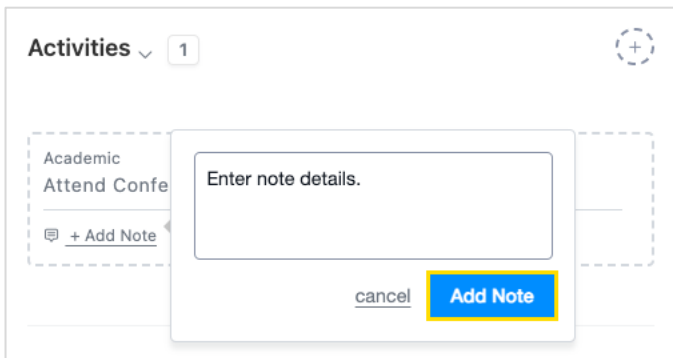 Activities 1
Academic
Attend Confe
+ Add Note
Enter note details.
cancel Add Note